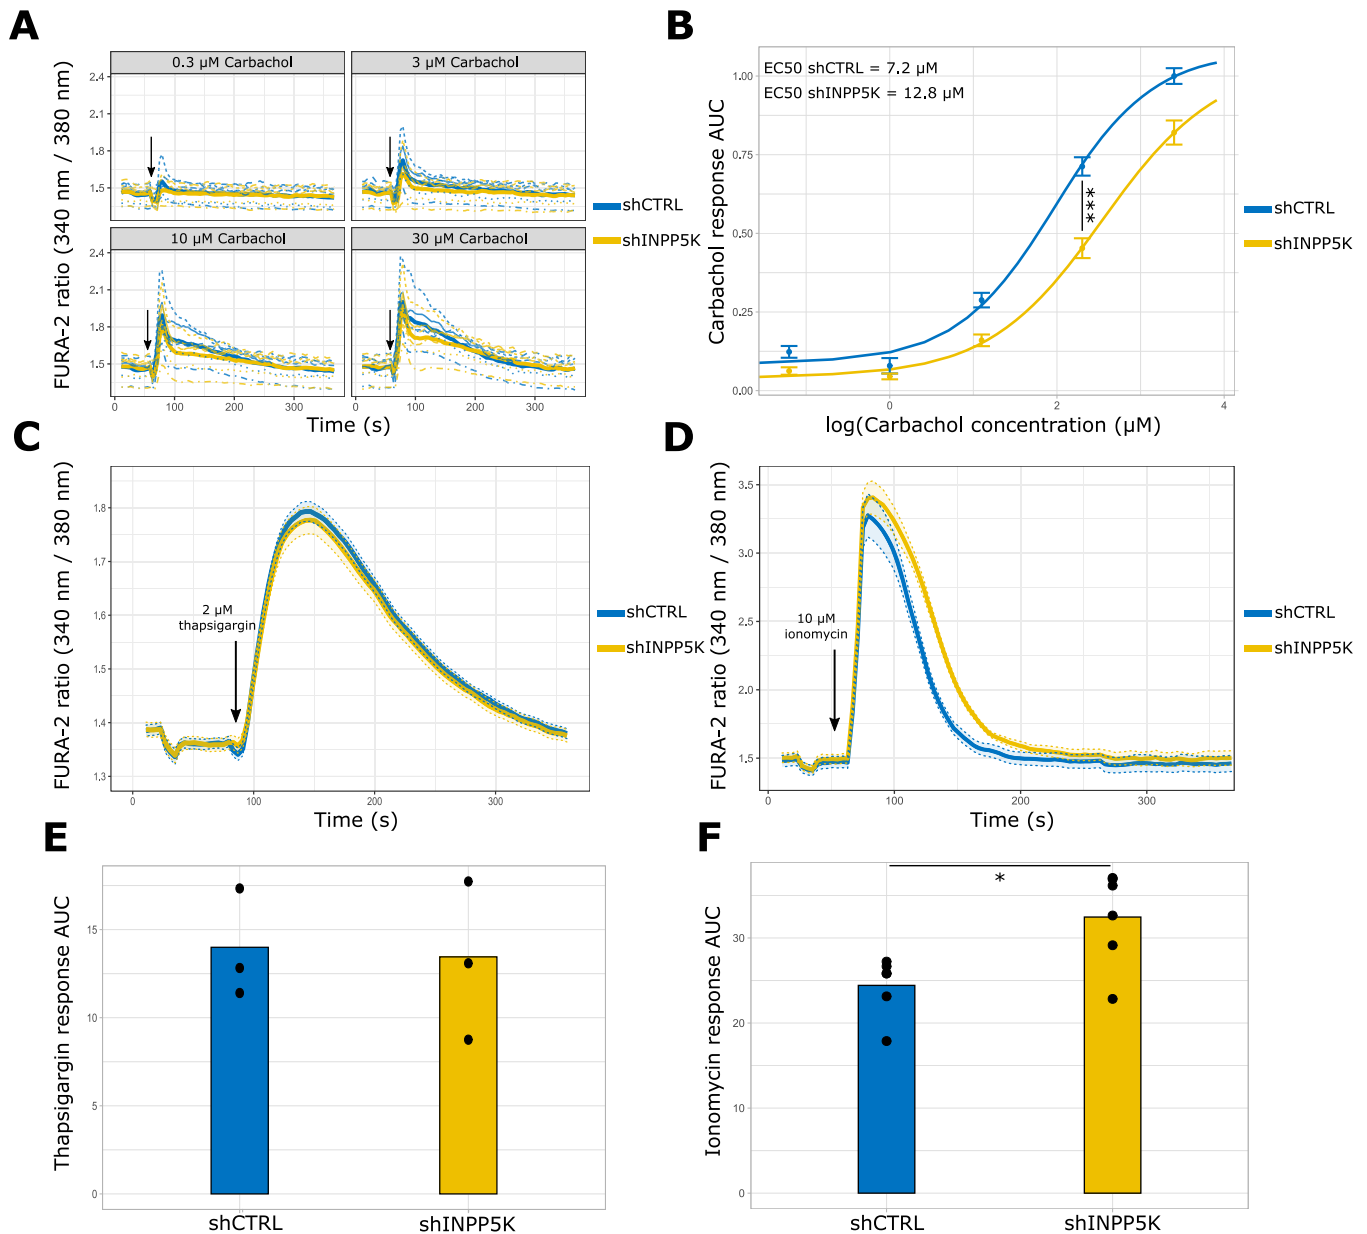 A
0.3 µM Carbachol
3 µM Carbachol
2.4
2.1
1.8
1.5
10 µM Carbachol
30 µM Carbachol
2.4
2.1
1.8
1.5
0
100
200
300
0
100
200
300
FURA-2 ratio (340 nm / 380 nm)
Time (s)
shCTRL
shINPP5K
B
EC50 shCTRL = 7.2 µM
EC50 shINPP5K = 12.8 µM
1.00
0.75
0.50
0.25
0.00
***
0
2
4
Carbachol response AUC
log(Carbachol concentration (µM)
shCTRL
shINPP5K
C
1.8
1.7
1.6
1.5
1.4
1.3
2 µM
thapsigargin
0
100
200
300
FURA-2 ratio (340 nm / 380 nm)
Time (s)
shCTRL
shINPP5K
D
3.5
3.0
2.5
2.0
1.5
10 µM
ionomycin
0
100
200
300
FURA-2 ratio (340 nm / 380 nm)
Time (s)
shCTRL
shINPP5K
E
15
10
5
0
Thapsigargin response AUC
shCTRL
shINPP5K
F
*
30
20
10
0
Ionomycin response AUC
shCTRL
shINPP5K